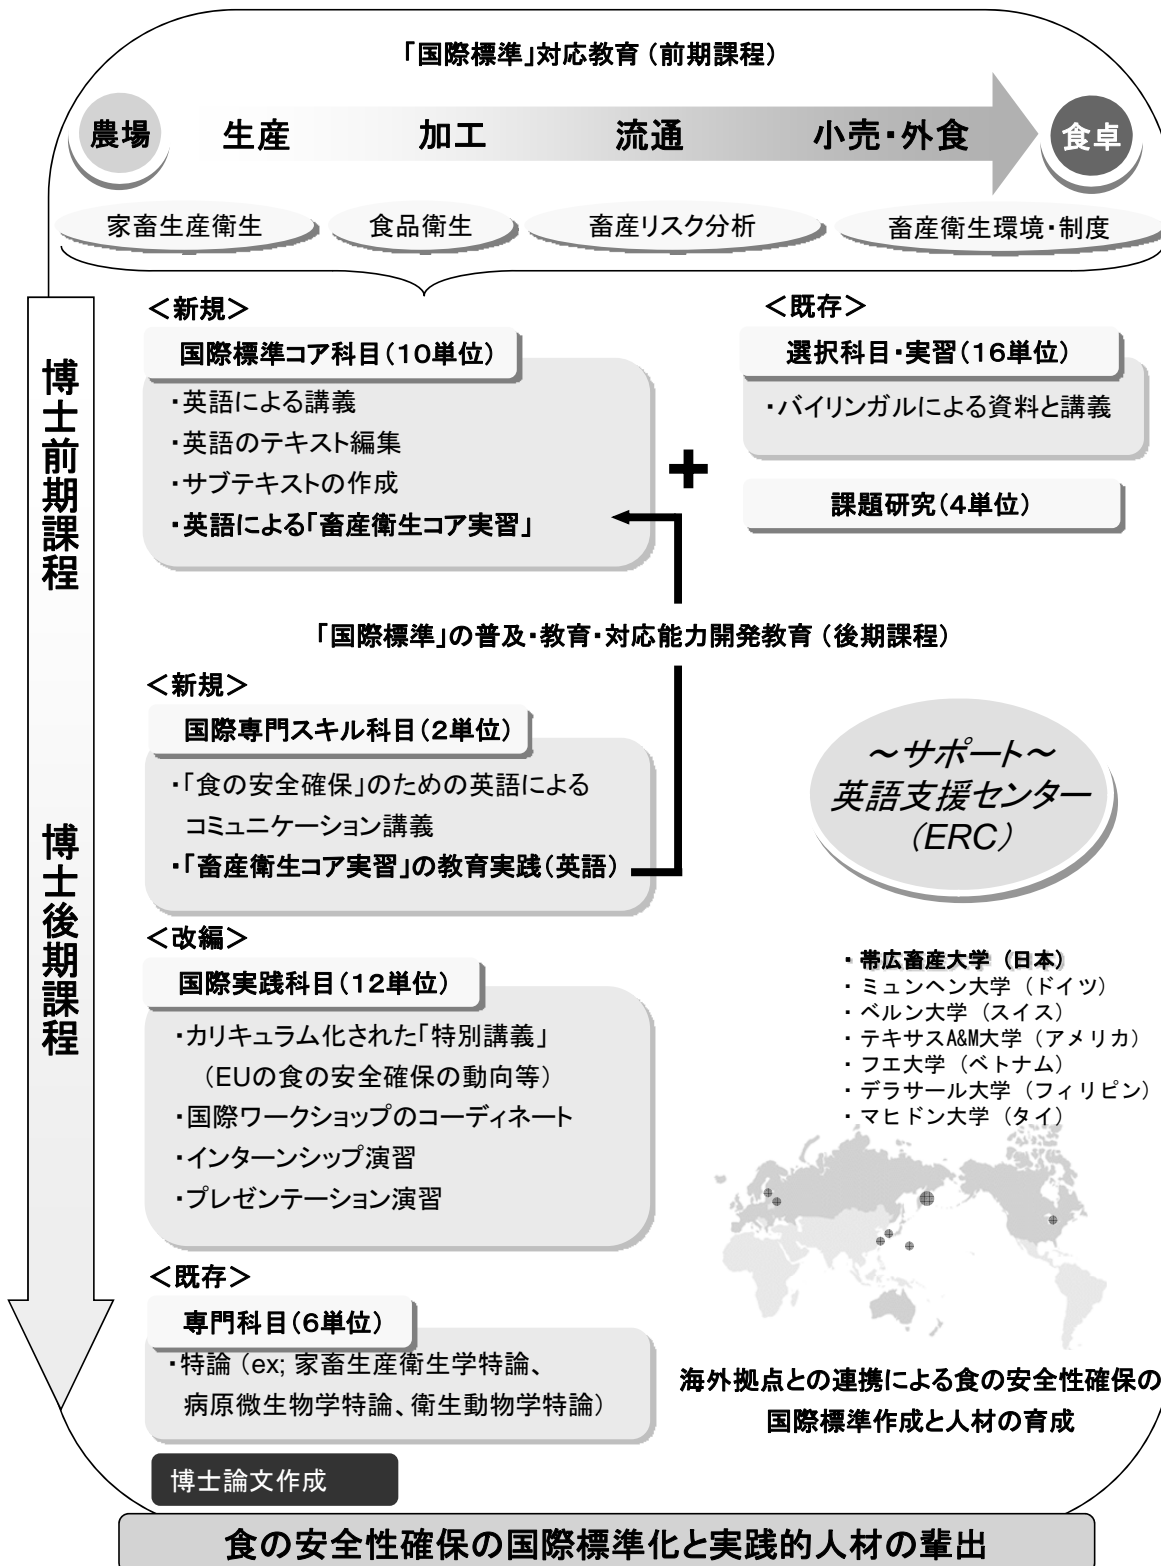 「国際標準」対応教育（前期課程）
農場
生産
加工
流通
小売・外食
食卓
家畜生産衛生
食品衛生
畜産リスク分析
畜産衛生環境・制度
博士前期課程
＜新規＞
国際標準コア科目（１０単位）
・英語による講義
・英語のテキスト編集
・サブテキストの作成
・英語による「畜産衛生コア実習」
＋
＜既存＞
選択科目・実習（１６単位）
・バイリンガルによる資料と講義
課題研究（４単位）
「国際標準」の普及・教育・対応能力開発教育（後期課程）
博士後期課程
＜新規＞
国際専門スキル科目（２単位）
・「食の安全確保」のための英語による
コミュニケーション講義
・「畜産衛生コア実習」の教育実践（英語）
～サポート～
英語支援センター
（ERC）
＜改編＞
国際実践科目（１２単位）
・カリキュラム化された「特別講義」
（EUの食の安全確保の動向等）
・国際ワークショップのコーディネート
・インターンシップ演習
・プレゼンテーション演習
・帯広畜産大学（日本）
・ミュンヘン大学（ドイツ）
・ベルン大学（スイス）
・テキサスA&M大学（アメリカ）
・フエ大学（ベトナム）
・デラサール大学（フィリピン）
・マヒドン大学（タイ）
＜既存＞
専門科目（６単位）
・特論（ex; 家畜生産衛生学特論、
病原微生物学特論、衛生動物学特論）
海外拠点との連携による食の安全性確保の
国際標準作成と人材の育成
博士論文作成
食の安全性確保の国際標準化と実践的人材の輩出